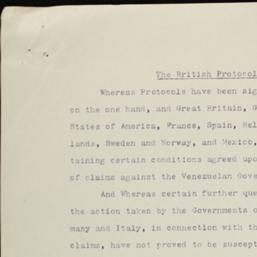 The British Protocol
Whereas Protocols have been sig
on the one hand, and Great Britain, G
States of America, France, Spain, Bel
lands, Sweden and Norway, and Mexico,
taining certain conditions agreed upo
of claims against the Venezuelan Gove
And Whereas certain further que
the action taken by the Governments o
many and Italy, in connection with th
claims, have not proved to be suscept